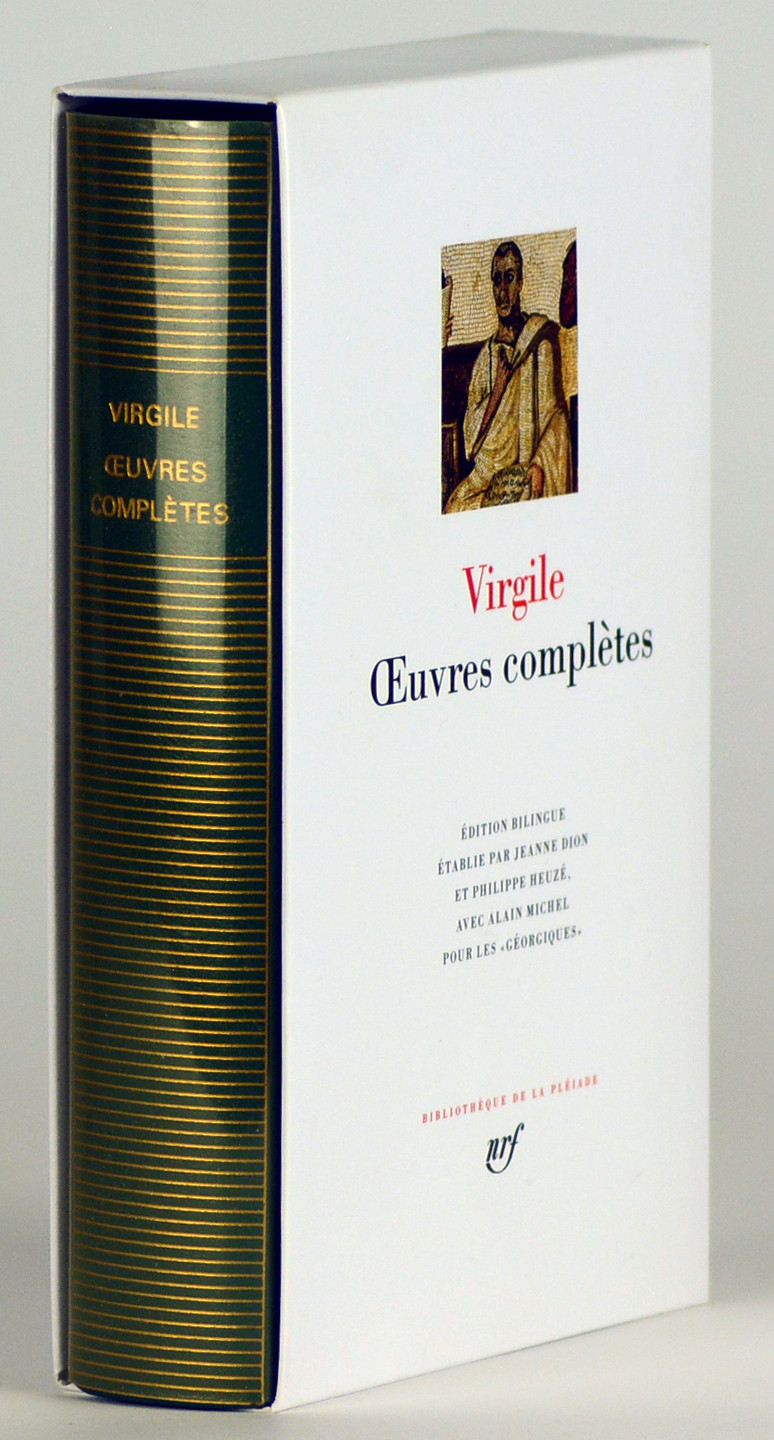 VIRGILE
ŒUVRES
COMPLÈTES
Virgile
Œuvres complètes
ÉDITION BILINGUE
ÉTABLIE PAR JEANNE DION
ET PHILIPPE HEUZÉ,
AVEC ALAIN MICHEL
POUR LES «GÉORGIQUES»
BIBLIOTHÈQUE DE LA PLÉIADE
nrf